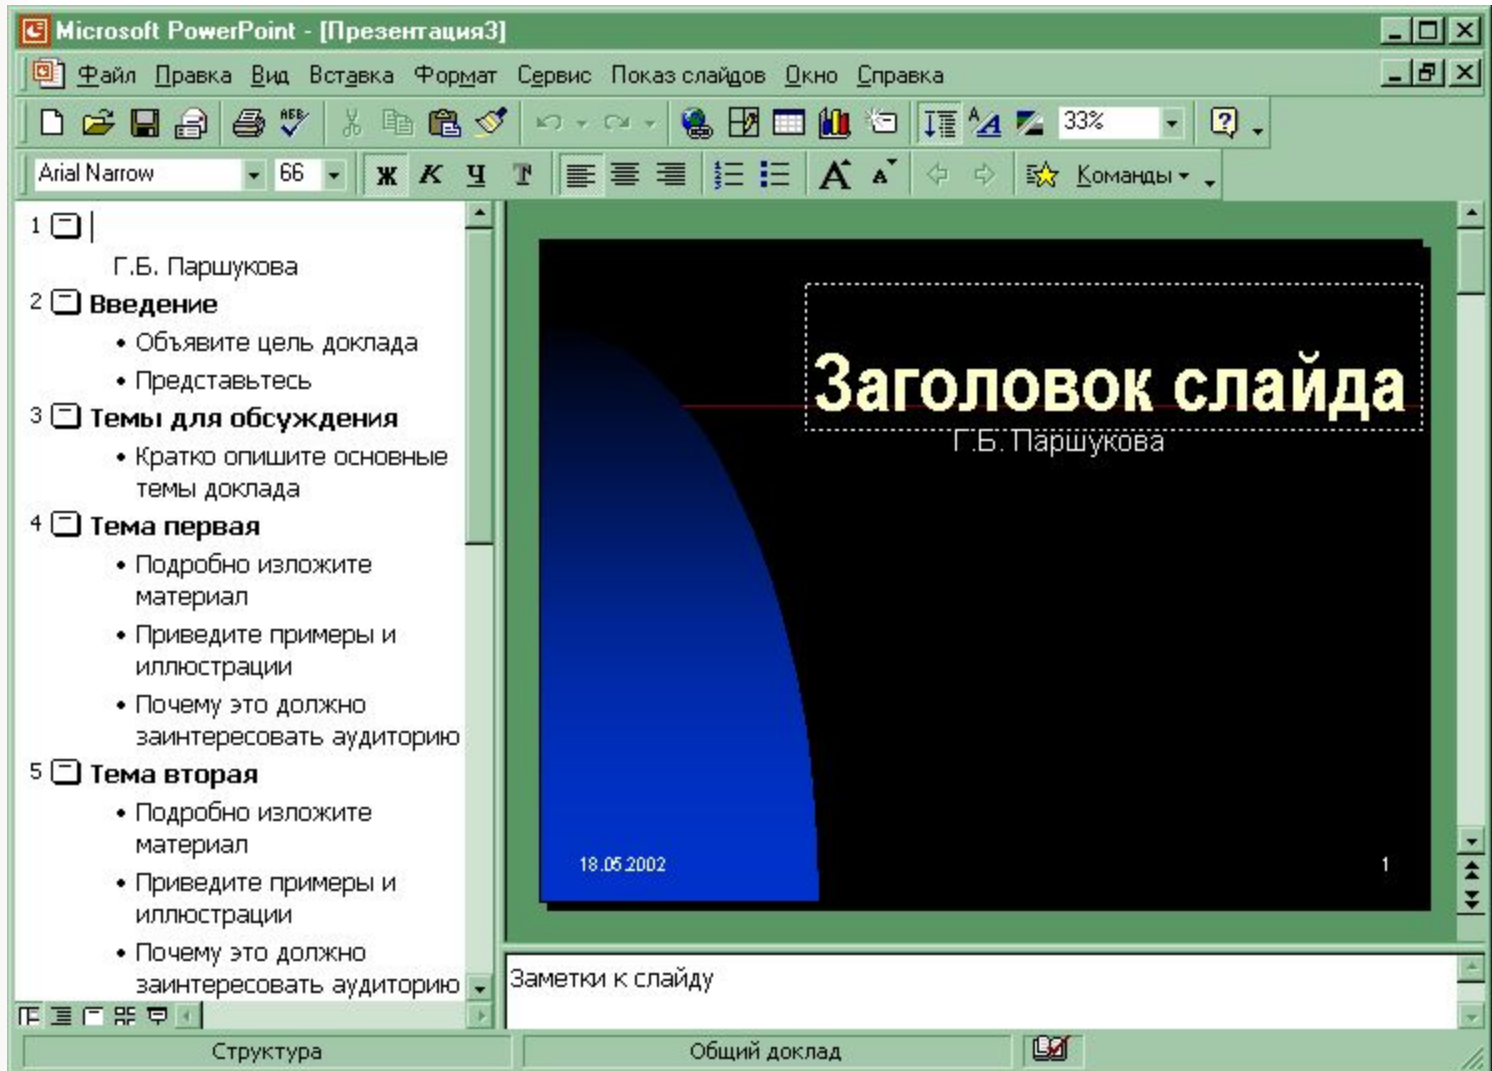 Microsoft PowerPoint - [Презентация3]
Файл Правка Вид Вставка Формат Сервис Показ слайдов Окно Справка
33%
Arial Narrow 66 Ж К Ч Команды
1
Г.Б. Паршукова
2 Введение
• Объявите цель доклада
• Представьтесь
3 Темы для обсуждения
• Кратко опишите основные
темы доклада
4 Тема первая
• Подробно изложите
материал
• Приведите примеры и
иллюстрации
• Почему это должно
заинтересовать аудиторию
5 Тема вторая
• Подробно изложите
материал
• Приведите примеры и
иллюстрации
• Почему это должно
заинтересовать аудиторию
Заголовок слайда
Г.Б. Паршукова
18.05.2002 1
Заметки к слайду
Структура Общий доклад